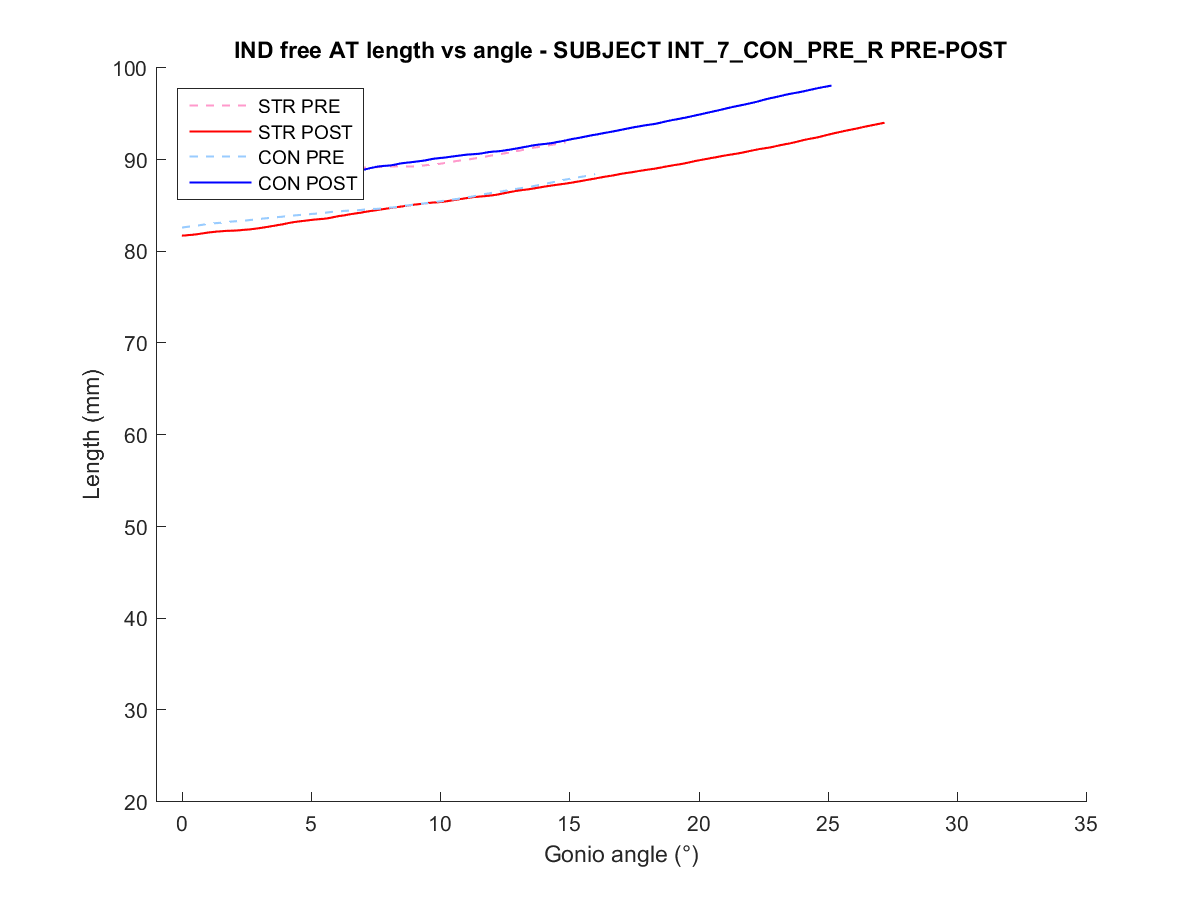 IND free AT length vs angle - SUBJECT INT_7_CON_PRE_R PRE-POST
100
90
80
70
60
50
40
30
20
Length (mm)
STR PRE
STR POST
CON PRE
CON POST
0 5 10 15 20 25 30 35
Gonio angle (°)